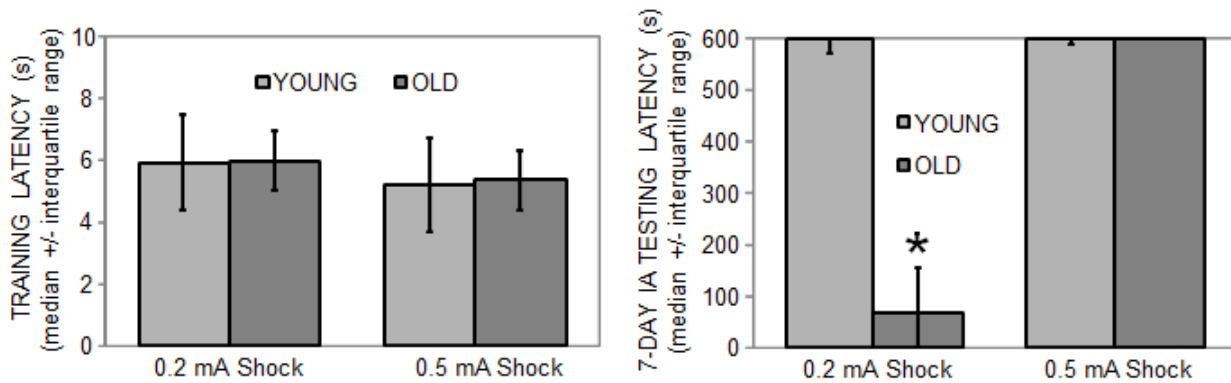 TRAINING LATENCY (s)
(median +/- interquartile range)
10
8
6
4
2
0
YOUNG OLD
0.2 mA Shock 0.5 mA Shock
7-DAY IA TESTING LATENCY (s)
(median +/- interquartile range)
600
500
400
300
200
100
0
YOUNG
OLD
*
0.2 mA Shock 0.5 mA Shock